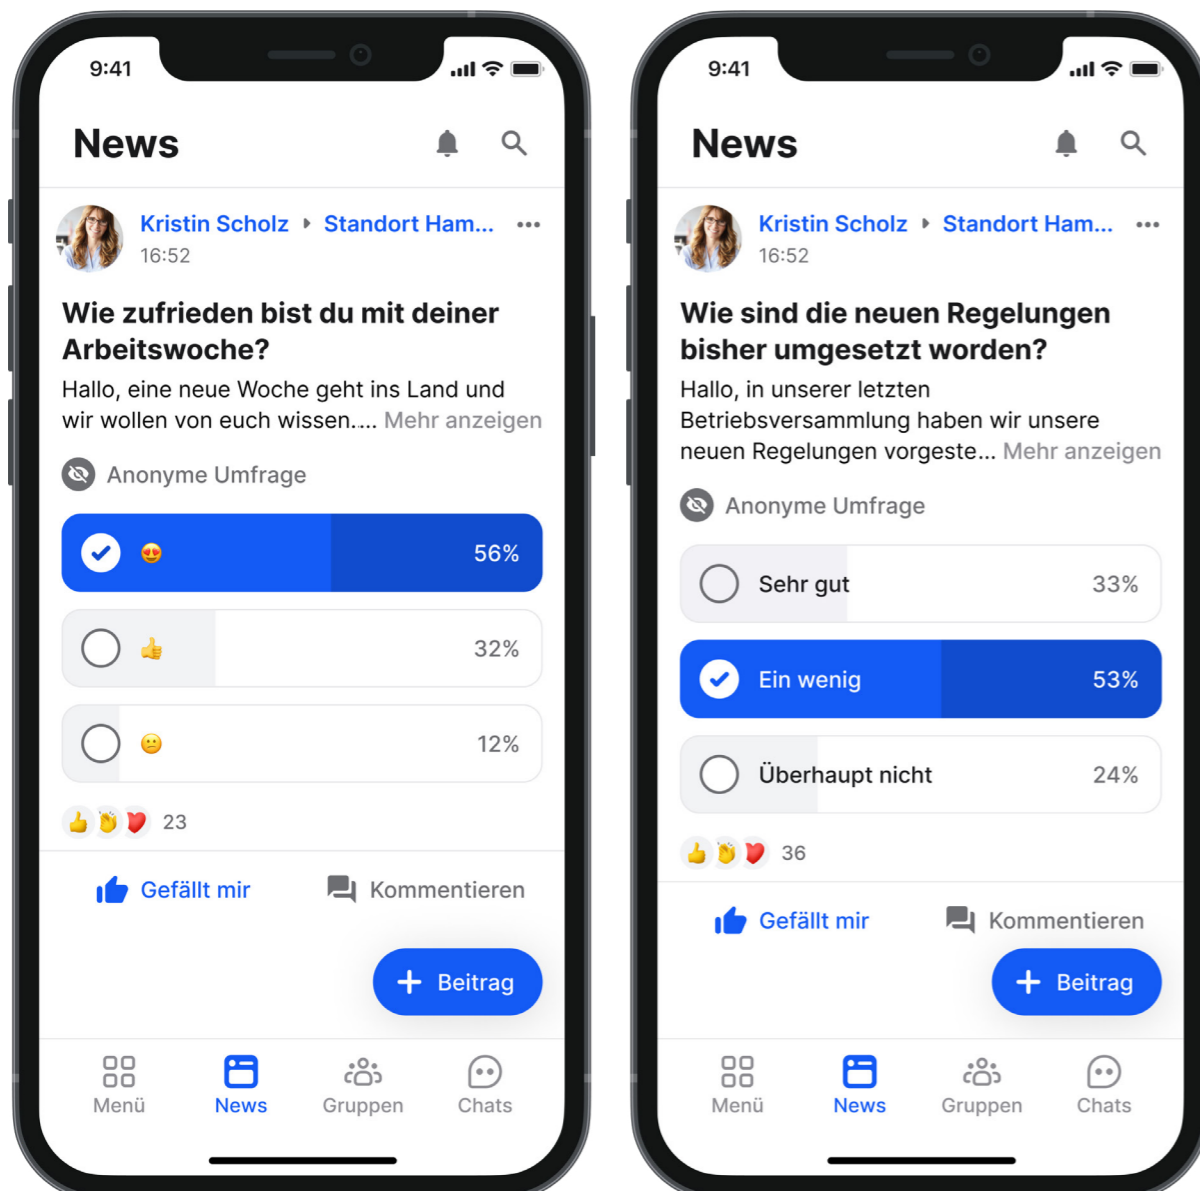 9:41
News
Kristin Scholz ▸ Standort Ham...
16:52
Wie zufrieden bist du mit deiner
Arbeitswoche?
Hallo, eine neue Woche geht ins Land und
wir wollen von euch wissen.... Mehr anzeigen
Anonyme Umfrage
56%
32%
12%
23
Gefällt mir Kommentieren
+ Beitrag
Menü News Gruppen Chats
9:41
News
Kristin Scholz ▸ Standort Ham...
16:52
Wie sind die neuen Regelungen
bisher umgesetzt worden?
Hallo, in unserer letzten
Betriebsversammlung haben wir unsere
neuen Regelungen vorgeste... Mehr anzeigen
Anonyme Umfrage
Sehr gut 33%
Ein wenig 53%
Überhaupt nicht 24%
36
Gefällt mir Kommentieren
+ Beitrag
Menü News Gruppen Chats